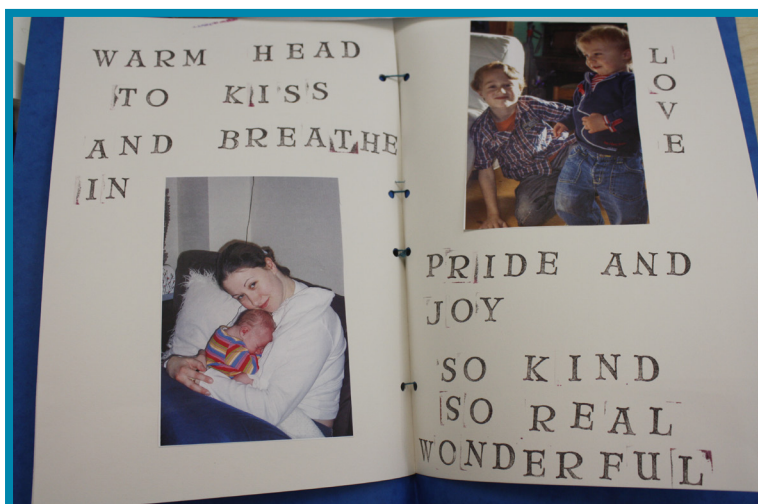 WARM HEAD
TO KISS
AND BREATHE
IN
LOVE
PRIDE AND
JOY
SO KIND
SO REAL
WONDERFUL